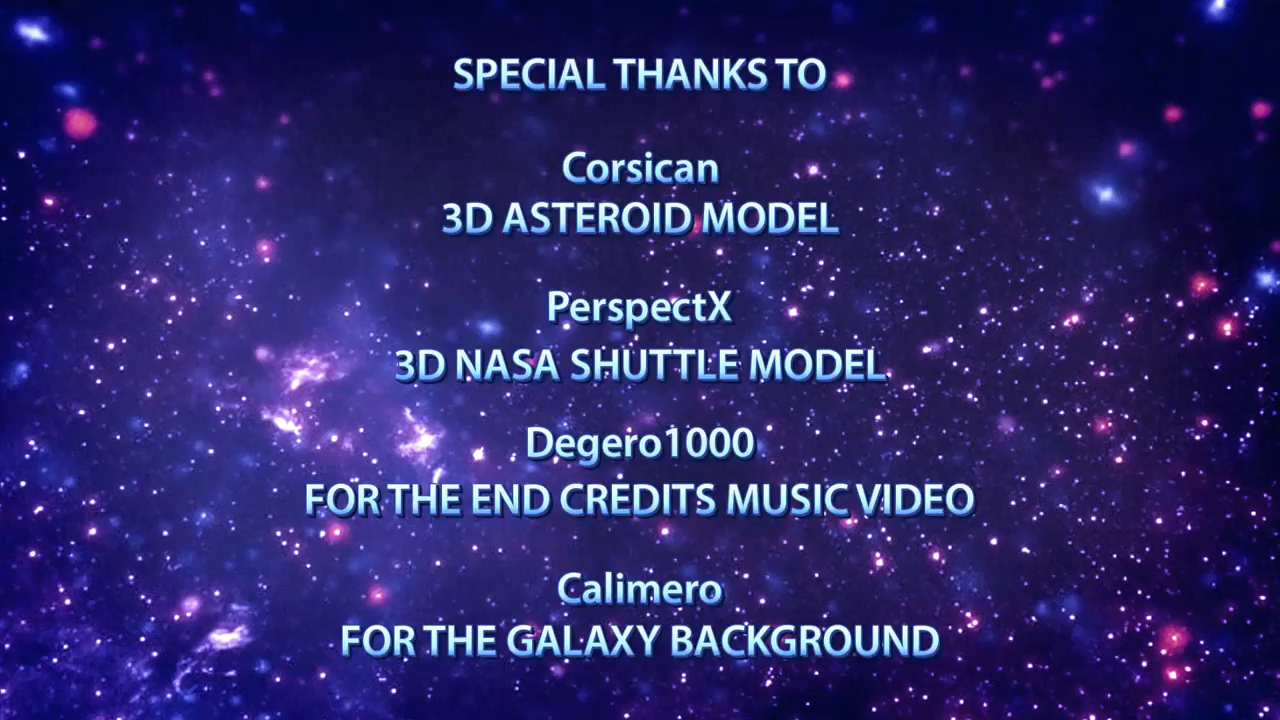 SPECIAL THANKS TO
Corsican
3D ASTEROID MODEL
PerspectX
3D NASA SHUTTLE MODEL
Degero1000
FOR THE END CREDITS MUSIC VIDEO
Calimero
FOR THE GALAXY BACKGROUND